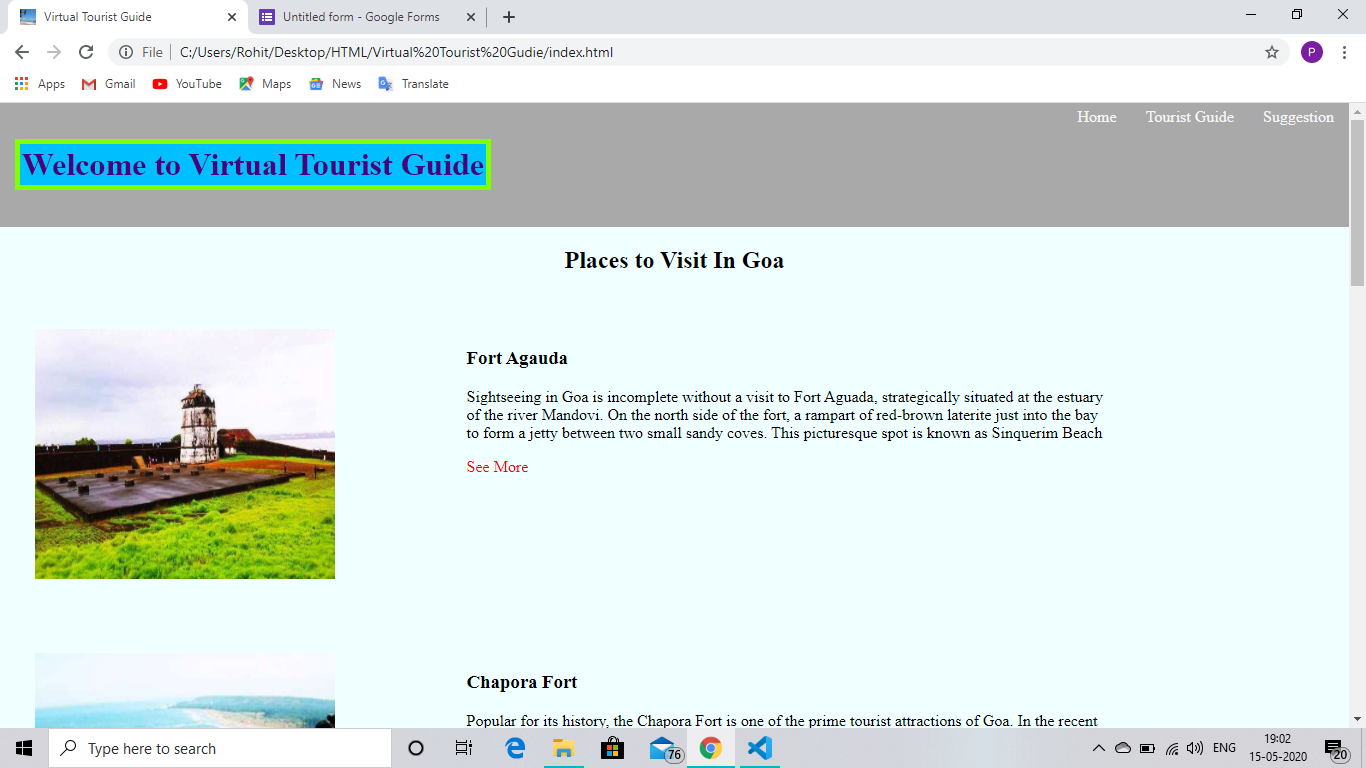 Virtual Tourist Guide
Untitled form - Google Forms
File
C:/Users/Rohit/Desktop/HTML/Virtual%20Tourist%20Gudie/index.html
P
Apps Gmail YouTube Maps News Translate
Home Tourist Guide Suggestion
Welcome to Virtual Tourist Guide
Places to Visit In Goa
Fort Agauda
Sightseeing in Goa is incomplete without a visit to Fort Aguada, strategically situated at the estuary
of the river Mandovi. On the north side of the fort, a rampart of red-brown laterite just into the bay
to form a jetty between two small sandy coves. This picturesque spot is known as Sinquerim Beach
See More
Chapora Fort
Popular for its history, the Chapora Fort is one of the prime tourist attractions of Goa. In the recent
Type here to search
76
ENG
19:02
15-05-2020
20